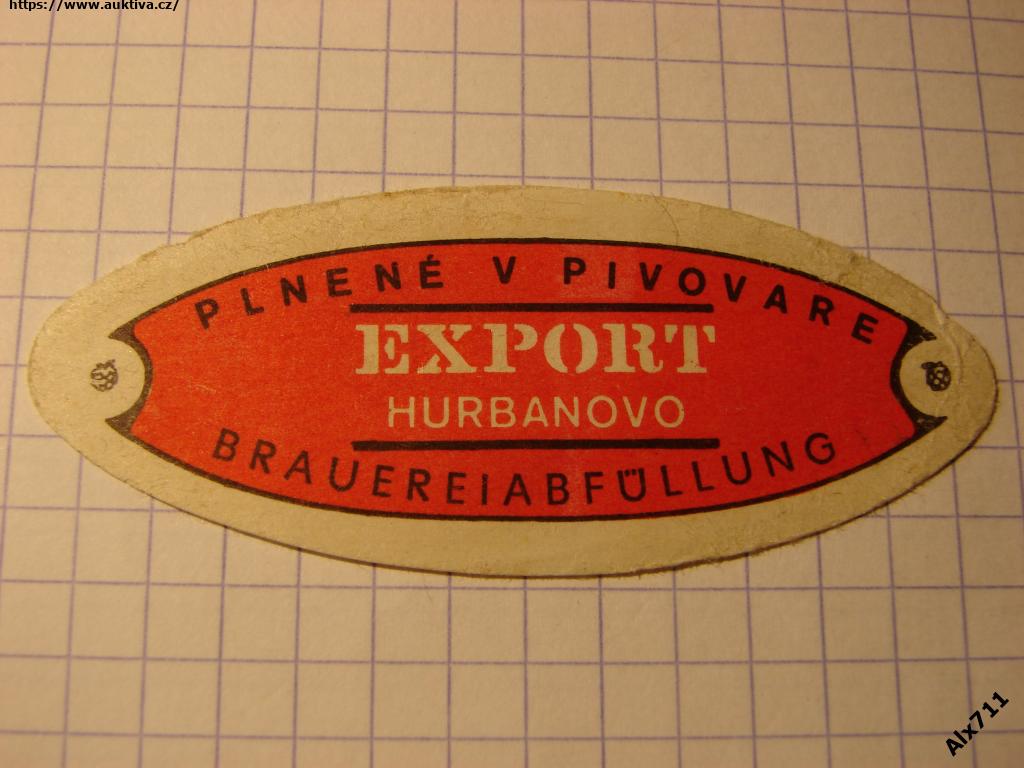 https://www.auktiva.cz/
PLNENÉ V PIVOVARE
EXPORT
HURBANOVO
BRAUEREIABFÜLLUNG
Alx711